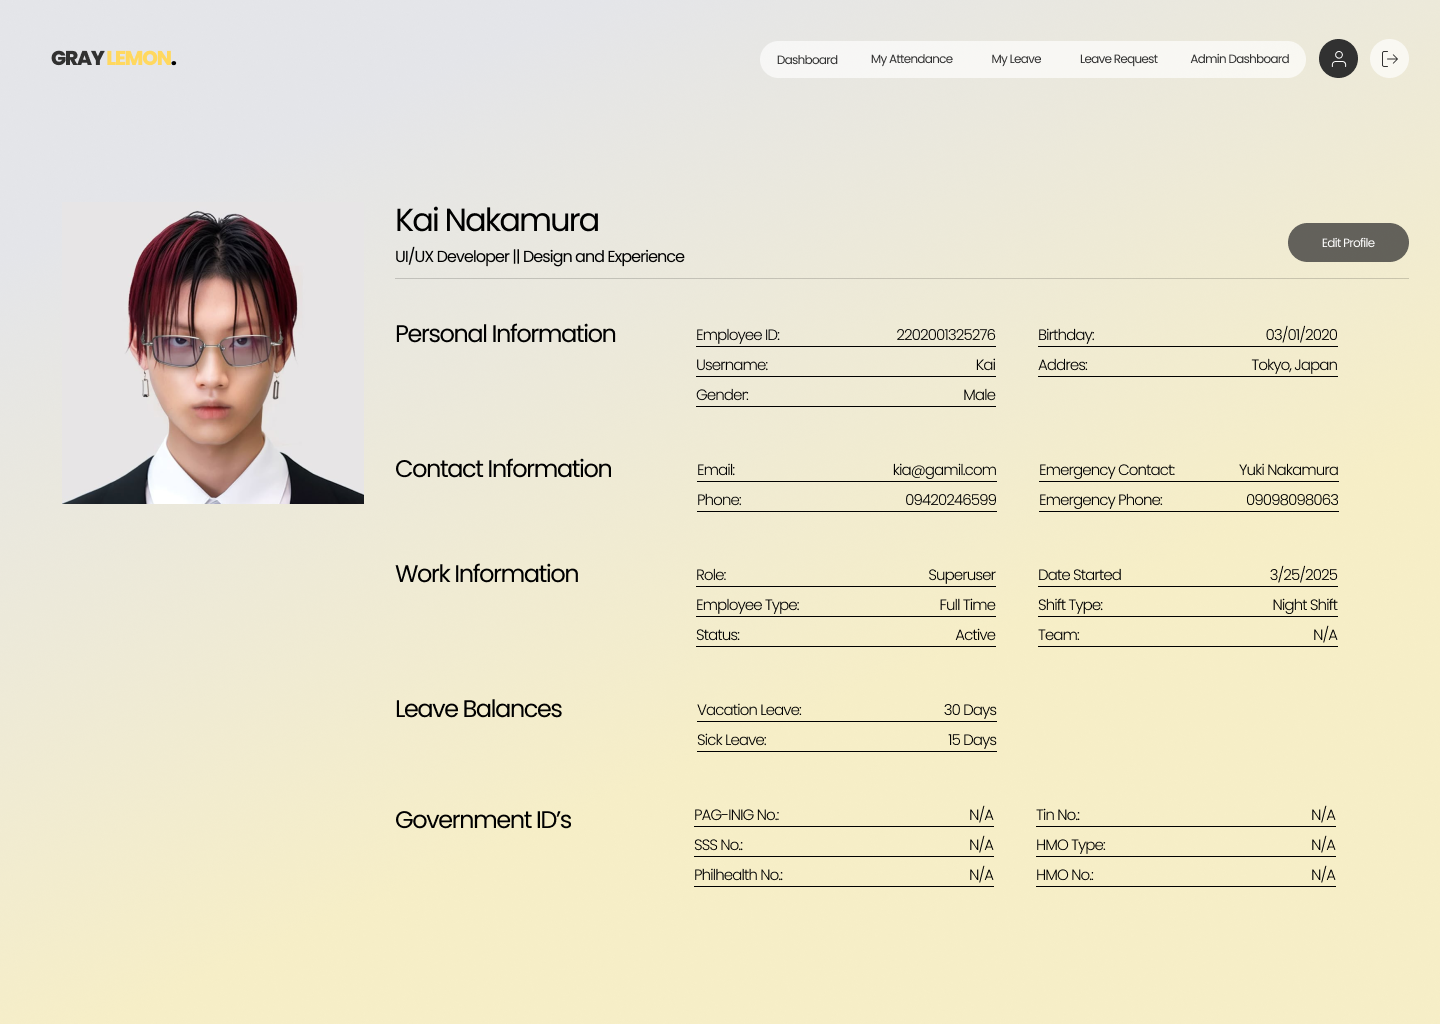 GRAY LEMON.
Dashboard My Attendance My Leave Leave Request Admin Dashboard
Kai Nakamura
UI/UX Developer || Design and Experience
Edit Profile
Personal Information
Employee ID: 2202001325276
Username: Kai
Gender: Male
Birthday: 03/01/2020
Addres: Tokyo, Japan
Contact Information
Email: kia@gamil.com
Phone: 09420246599
Emergency Contact: Yuki Nakamura
Emergency Phone: 09098098063
Work Information
Role: Superuser
Employee Type: Full Time
Status: Active
Date Started 3/25/2025
Shift Type: Night Shift
Team: N/A
Leave Balances
Vacation Leave: 30 Days
Sick Leave: 15 Days
Government ID’s
PAG-INIG No.: N/A
SSS No.: N/A
Philhealth No.: N/A
Tin No.: N/A
HMO Type: N/A
HMO No.: N/A